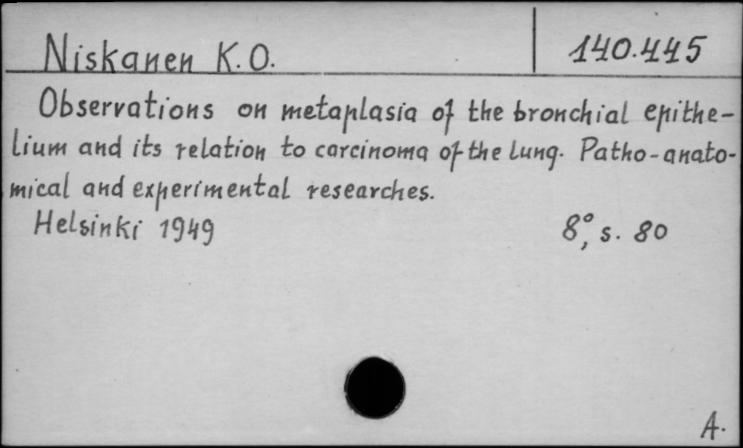 Niskanen K.O. 140.445
Observations on metaplasia of the bronchial epithe-
lium and its relation to carcinoma of the lung. Patho-anato-
mical and experimental researches.
Helsinki 1949 8°, s. 80
A.